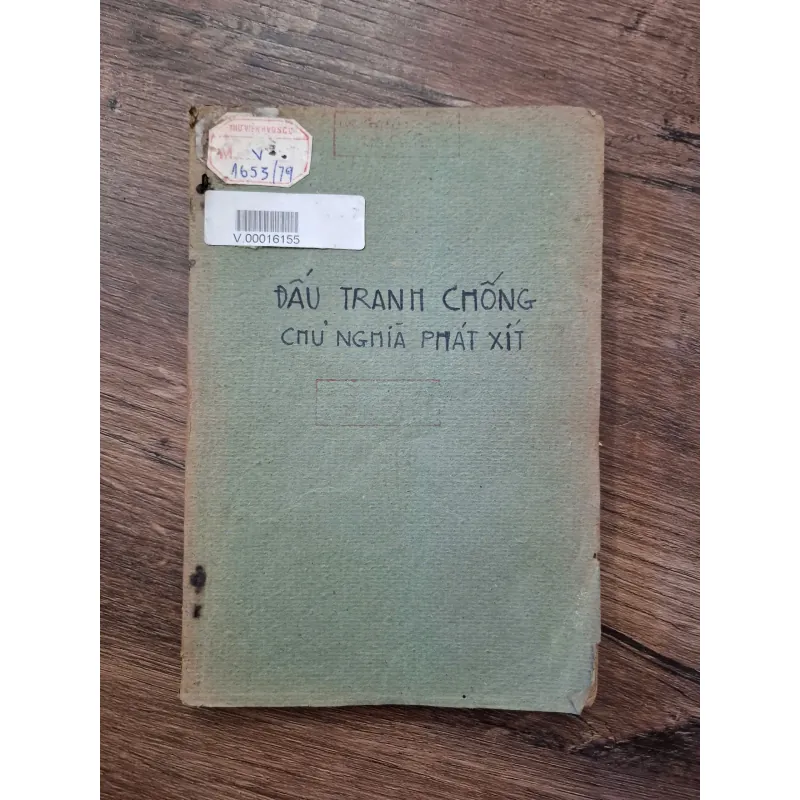 V
1653/79
V.00016155
ĐẤU TRANH CHỐNG
CHỦ NGHĨA PHÁT XÍT